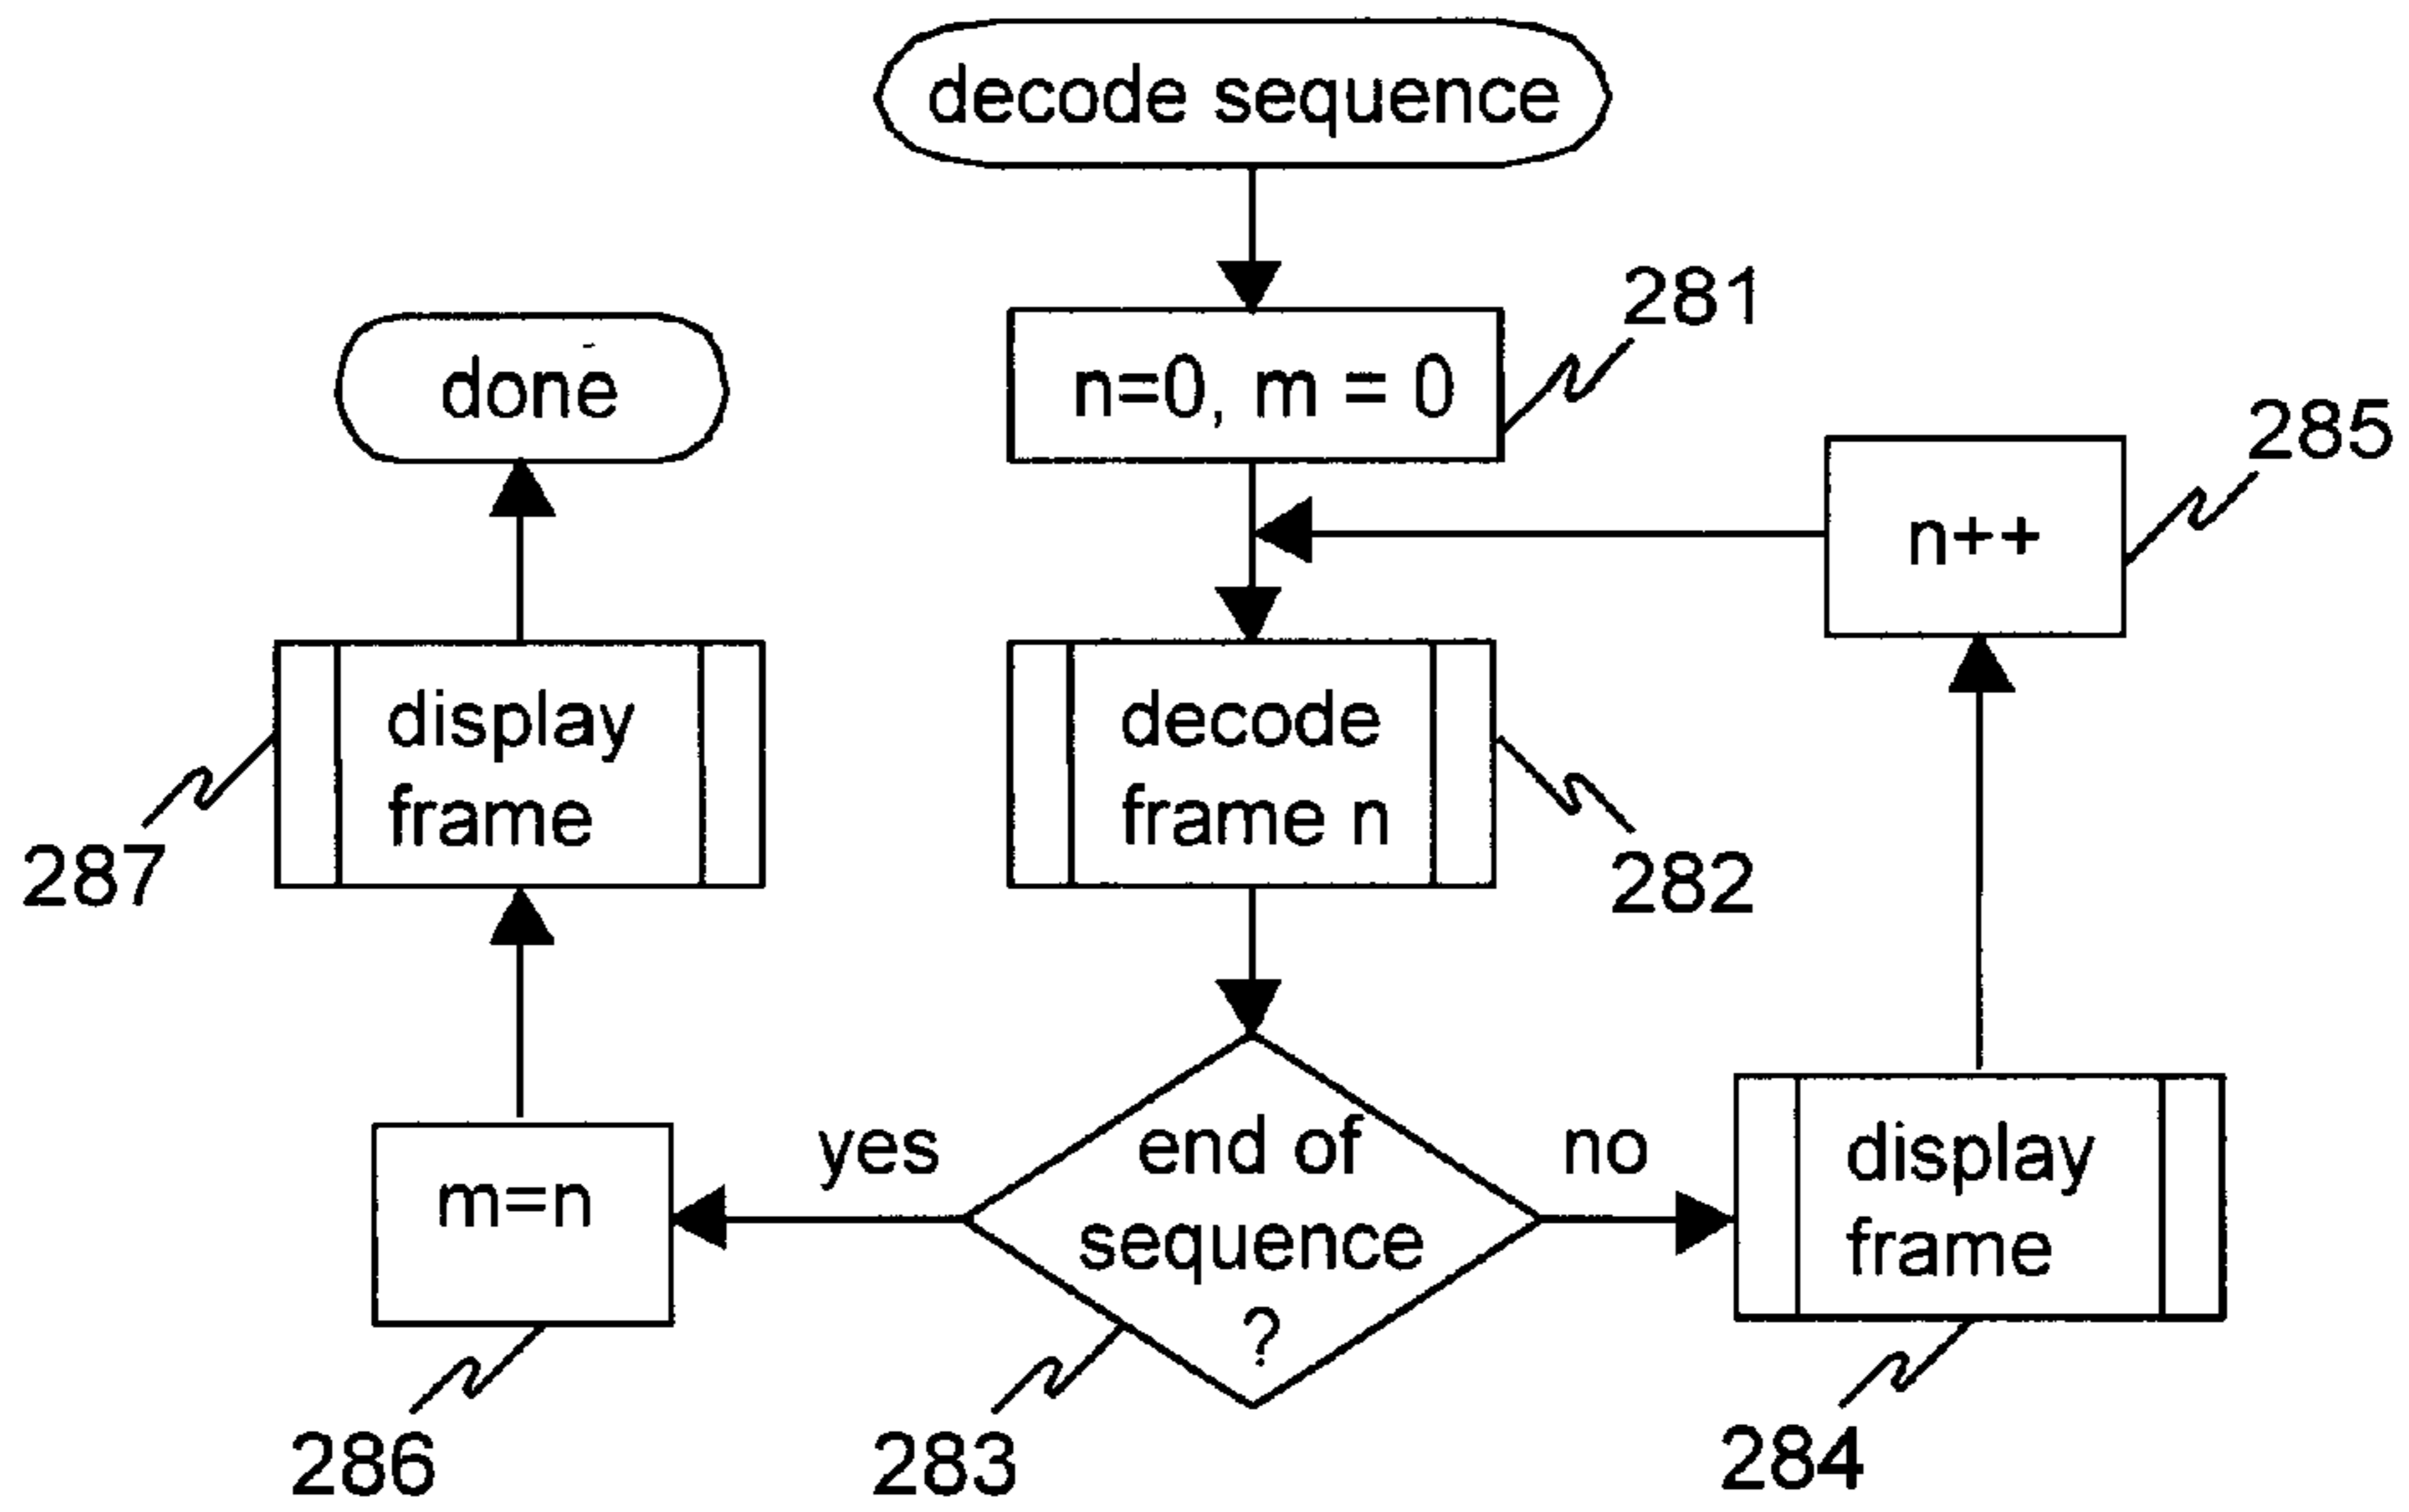 decode sequence
281
n=0, m = 0
done
285
n++
display
frame
287
decode
frame n
282
end of
sequence
?
yes
no
m=n
display
frame
286
283
284